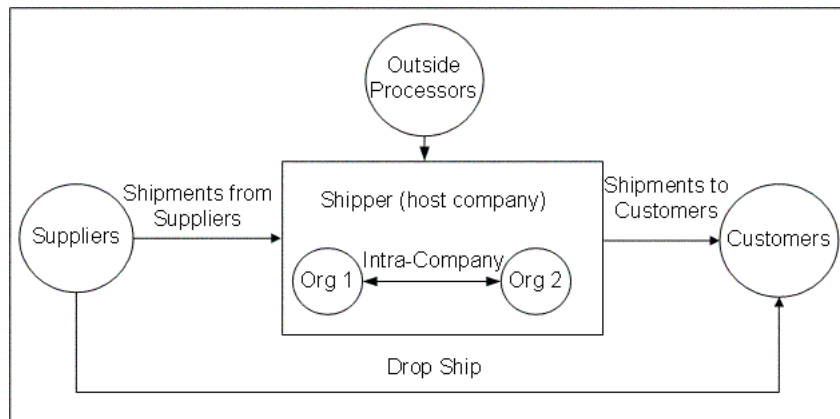 Outside
Processors
Shipments from
Suppliers
Shipper (host company)
Shipments to
Customers
Suppliers
Customers
Intra-Company
Org 1
Org 2
Drop Ship